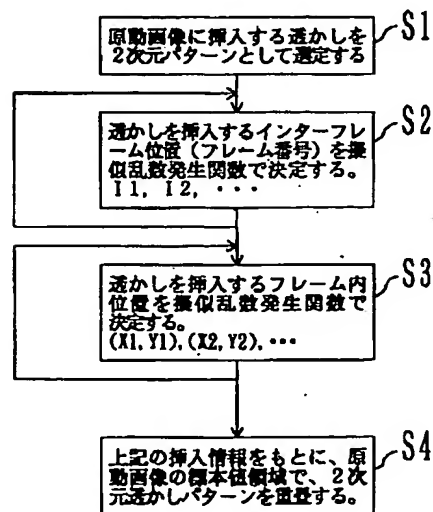 原動画像に挿入する透かしを
2次元パターンとして選定する
S1
透かしを挿入するインターフレ
ーム位置（フレーム番号）を擬
似乱数発生関数で決定する。
I1, I2, ・・・
S2
透かしを挿入するフレーム内
位置を擬似乱数発生関数で
決定する。
(X1,Y1),(X2,Y2),・・・
S3
上記の挿入情報をもとに、原
動画像の標本値領域で、2次
元透かしパターンを重畳する。
S4